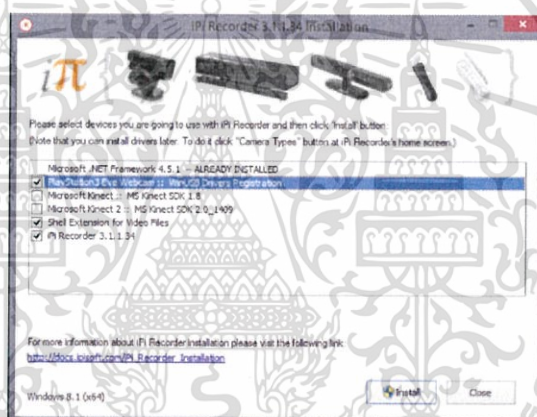 iPi Recorder 3.1.1.34 Installation
iπ
Please select devices you are going to use with iPi Recorder and then click 'Install' button.
(Note that you can install drivers later. To do it click "Camera Types" button at iPi Recorder's home screen.)
Microsoft .NET Framework 4.5.1 -- ALREADY INSTALLED
PlayStation3 Eye Webcam :: WinUSB Drivers Registration
Microsoft Kinect :: MS Kinect SDK 1.8
Microsoft Kinect 2 :: MS Kinect SDK 2.0_1409
Shell Extension for Video Files
iPi Recorder 3.1.1.34
For more information about iPi Recorder installation please visit the following link:
http://docs.ipisoft.com/iPi_Recorder_Installation
Windows 8.1 (x64)
Install
Close